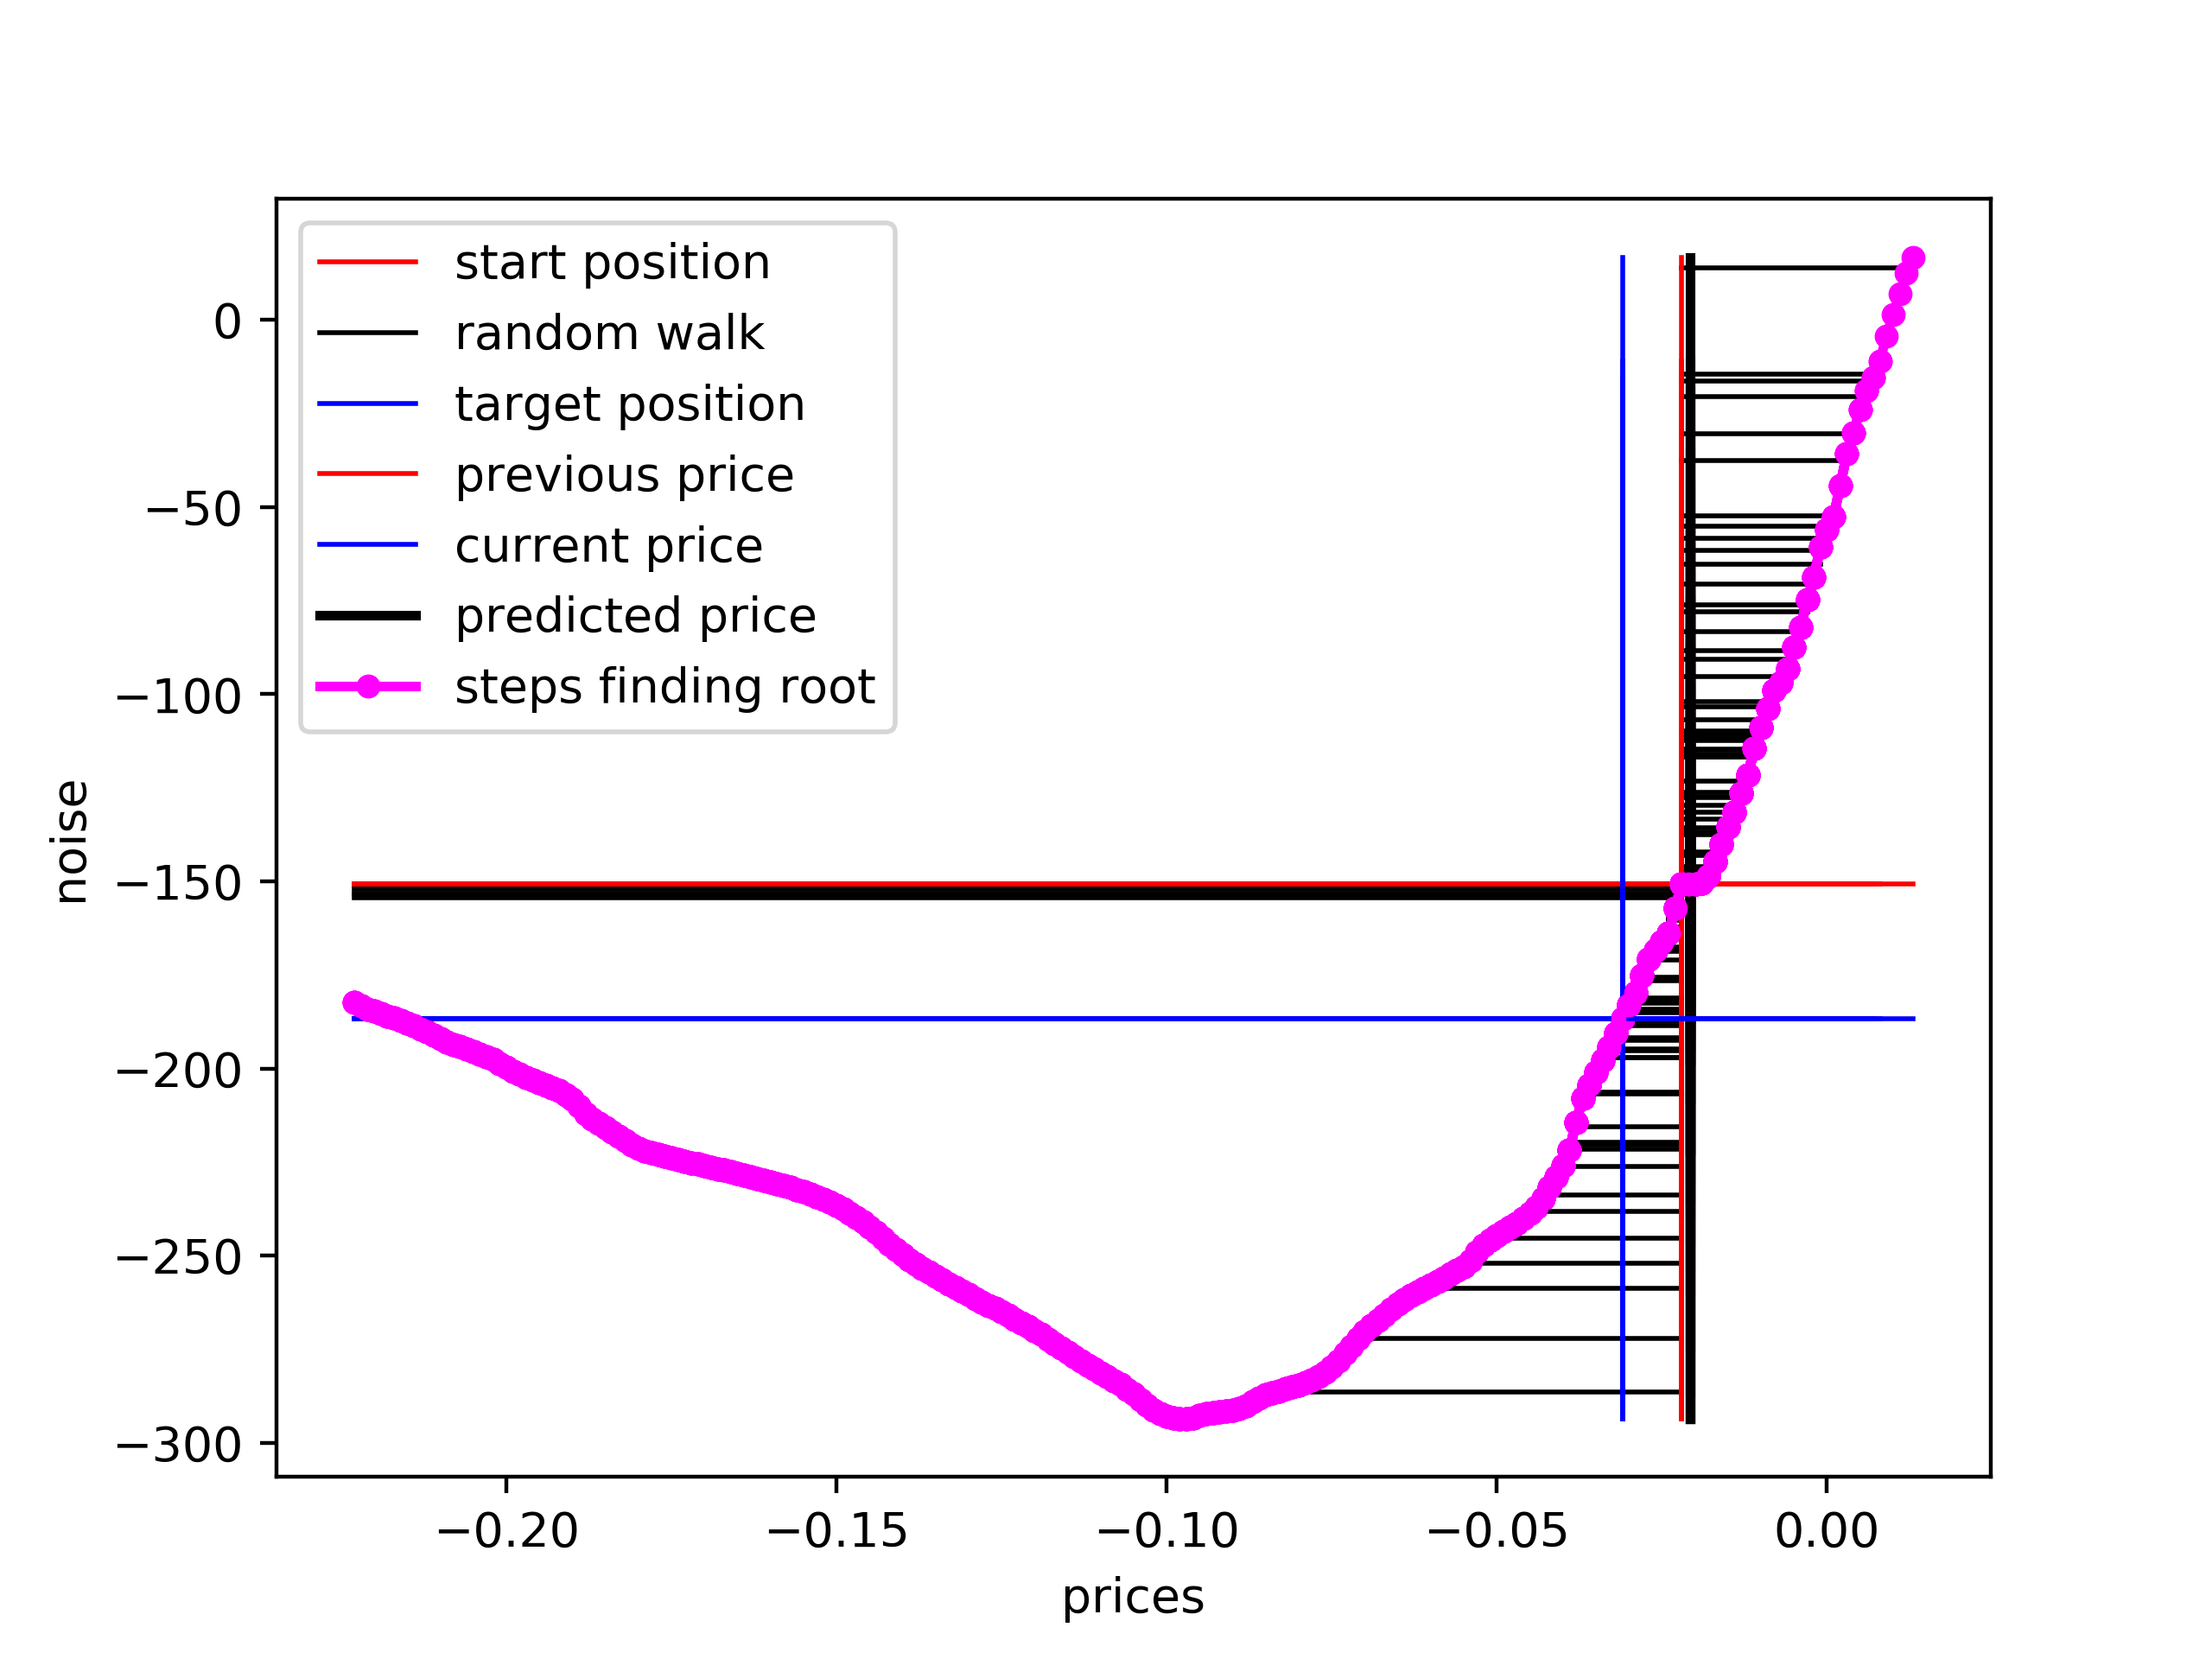 start position
random walk
target position
previous price
current price
predicted price
steps finding root
0
−50
−100
−150
−200
−250
−300
noise
−0.20 −0.15 −0.10 −0.05 0.00
prices